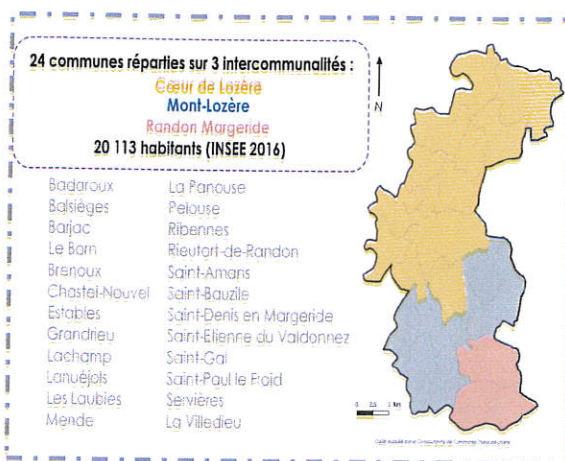 24 communes réparties sur 3 intercommunalités :
Cœur de Lozère
Mont-Lozère
Randon Margeride
20 113 habitants (INSEE 2016)
N
Badaroux
Balsièges
Barjac
Le Born
Brenoux
Chastel-Nouvel
Estables
Grandrieu
Lachamp
Lanuéjols
Les Laubies
Mende
La Panouse
Pelouse
Ribennes
Rieutort-de-Randon
Saint-Amans
Saint-Bauzile
Saint-Denis en Margeride
Saint-Etienne du Valdonnez
Saint-Gal
Saint-Paul le Froid
Servières
La Villedieu